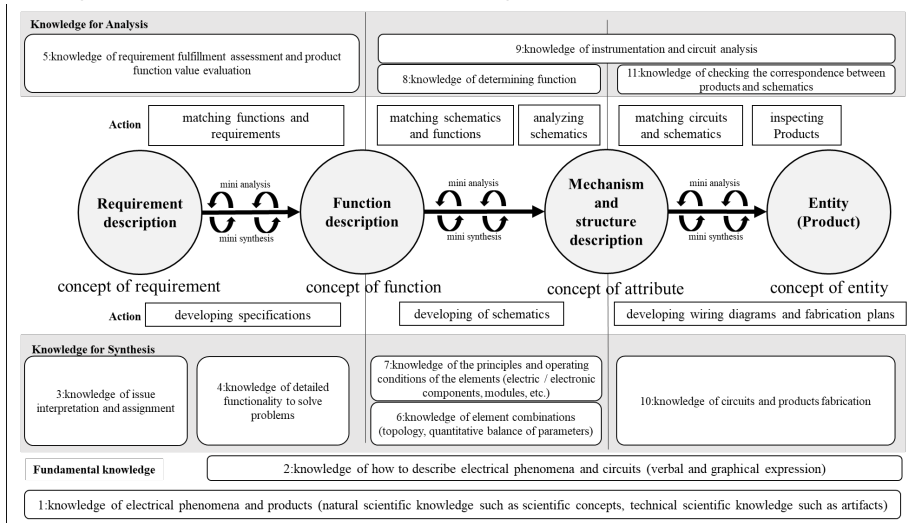 Knowledge for Analysis
5:knowledge of requirement fulfillment assessment and product
function value evaluation
9:knowledge of instrumentation and circuit analysis
8:knowledge of determining function
11:knowledge of checking the correspondence between
products and schematics
Action
matching functions and
requirements
matching schematics
and functions
analyzing
schematics
matching circuits
and schematics
inspecting
Products
Requirement
description
mini analysis
mini synthesis
Function
description
mini analysis
mini synthesis
Mechanism
and
structure
description
mini analysis
mini synthesis
Entity
(Product)
concept of requirement
concept of function
concept of attribute
concept of entity
Action
developing specifications
developing of schematics
developing wiring diagrams and fabrication plans
Knowledge for Synthesis
3:knowledge of issue
interpretation and assignment
4:knowledge of detailed
functionality to solve
problems
7:knowledge of the principles and operating
conditions of the elements (electric / electronic
components, modules, etc.)
6:knowledge of element combinations
(topology, quantitative balance of parameters)
10:knowledge of circuits and products fabrication
Fundamental knowledge
2:knowledge of how to describe electrical phenomena and circuits (verbal and graphical expression)
1:knowledge of electrical phenomena and products (natural scientific knowledge such as scientific concepts, technical scientific knowledge such as artifacts)